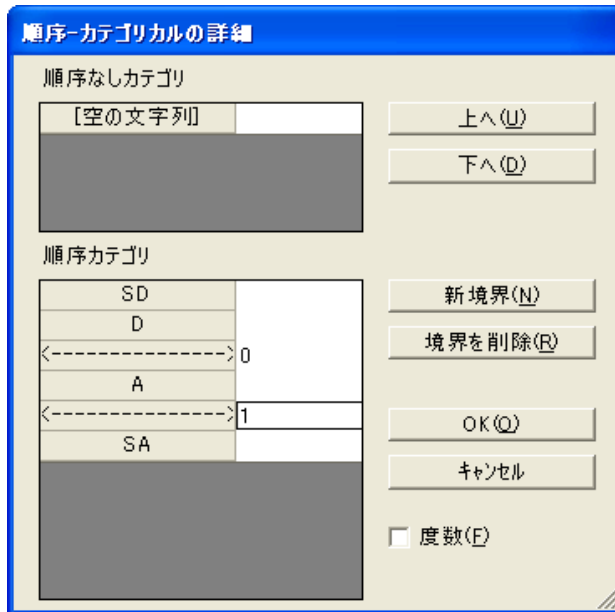 順序-カテゴリカルの詳細
順序なしカテゴリ
[空の文字列]
上へ(U)
下へ(D)
順序カテゴリ
SD
D
<--------------->0
A
<--------------->1
SA
新境界(N)
境界を削除(R)
OK(O)
キャンセル
度数(F)